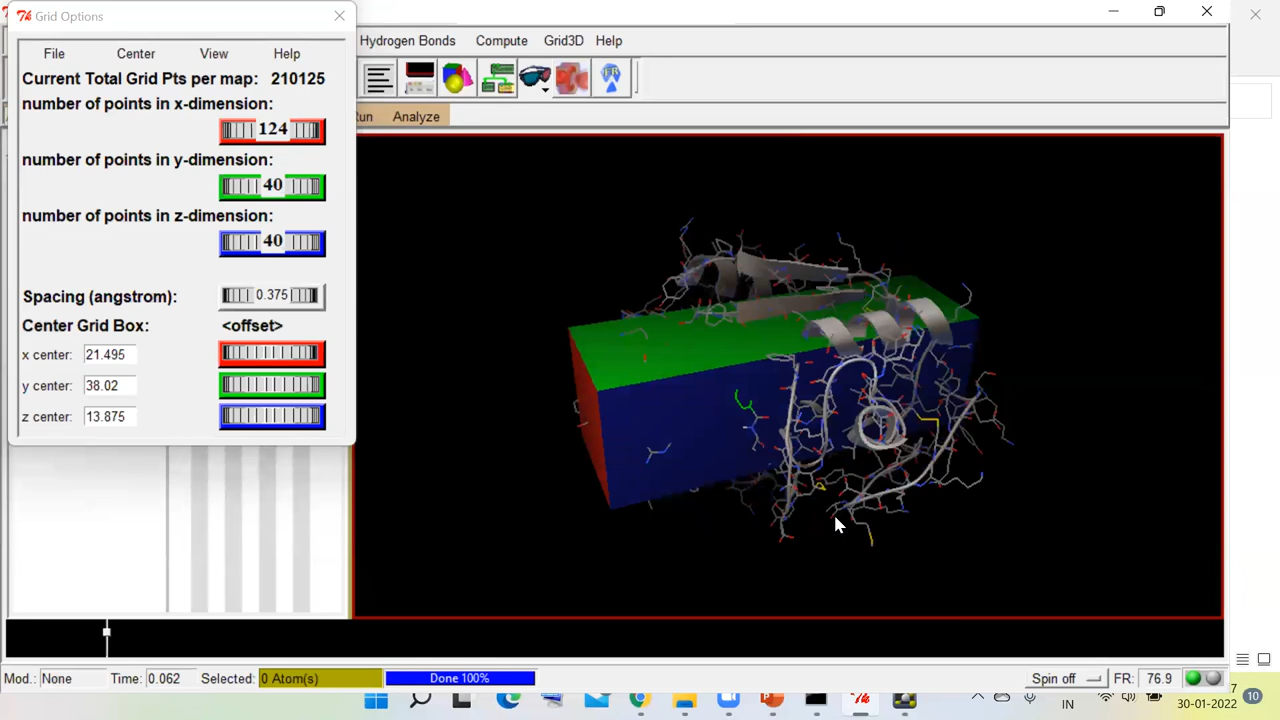 Grid Options
File Center View Help
Current Total Grid Pts per map: 210125
number of points in x-dimension:
124
number of points in y-dimension:
40
number of points in z-dimension:
40
Spacing (angstrom): 0.375
Center Grid Box: <offset>
x center: 21.495
y center: 38.02
z center: 13.875
Hydrogen Bonds Compute Grid3D Help
Run Analyze
Mod.: None Time: 0.062 Selected: 0 Atom(s) Done 100% Spin off FR: 76.9
IN 30-01-2022 10